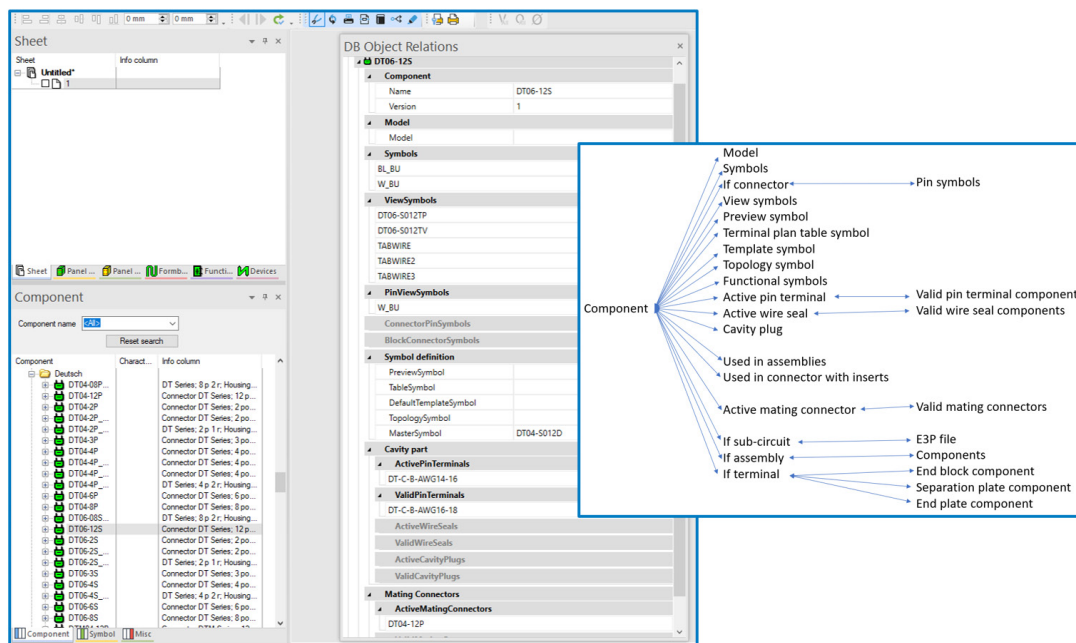 0 mm
0 mm
Sheet
Sheet Info column
Untitled*
1
Sheet Panel ... Panel ... Formb... Functi... Devices
Component
Component name <All>
Reset search
Component Charact... Info column
Deutsch
DT04-08P... DT Series; 8 p 2 r; Housing...
DT04-12P Connector DT Series; 12 p...
DT04-2P Connector DT Series; 2 po...
DT04-2P_... Connector DT Series; 2 po...
DT04-2P_... DT Series; 2 p 1 r; Housing...
DT04-3P Connector DT Series; 3 po...
DT04-4P Connector DT Series; 4 po...
DT04-4P_... Connector DT Series; 4 po...
DT04-4P_... Connector DT Series; 4 po...
DT04-4P_... DT Series; 4 p 2 r; Housing...
DT04-6P Connector DT Series; 6 po...
DT04-8P Connector DT Series; 8 po...
DT06-08S... DT Series; 8 p 2 r; Housing...
DT06-12S Connector DT Series; 12 p...
DT06-2S Connector DT Series; 2 po...
DT06-2S_... Connector DT Series; 2 po...
DT06-2S_... DT Series; 2 p 1 r; Housing...
DT06-3S Connector DT Series; 3 po...
DT06-4S Connector DT Series; 4 po...
DT06-4S_... DT Series; 4 p 2 r; Housing...
DT06-6S Connector DT Series; 6 po...
DT06-8S Connector DT Series; 8 po...
Component Symbol Misc
DB Object Relations
DT06-12S
Component
Name DT06-12S
Version 1
Model
Model
Symbols
BL_BU
W_BU
ViewSymbols
DT06-S012TP
DT06-S012TV
TABWIRE
TABWIRE2
TABWIRE3
PinViewSymbols
W_BU
ConnectorPinSymbols
BlockConnectorSymbols
Symbol definition
PreviewSymbol
TableSymbol
DefaultTemplateSymbol
TopologySymbol
MasterSymbol DT04-S012D
Cavity part
ActivePinTerminals
DT-C-B-AWG14-16
ValidPinTerminals
DT-C-B-AWG16-18
ActiveWireSeals
ValidWireSeals
ActiveCavityPlugs
ValidCavityPlugs
Mating Connectors
ActiveMatingConnectors
DT04-12P
Component
Model
Symbols
If connector Pin symbols
View symbols
Preview symbol
Terminal plan table symbol
Template symbol
Topology symbol
Functional symbols
Active pin terminal Valid pin terminal component
Active wire seal Valid wire seal components
Cavity plug
Used in assemblies
Used in connector with inserts
Active mating connector Valid mating connectors
If sub-circuit E3P file
If assembly Components
If terminal End block component
Separation plate component
End plate component